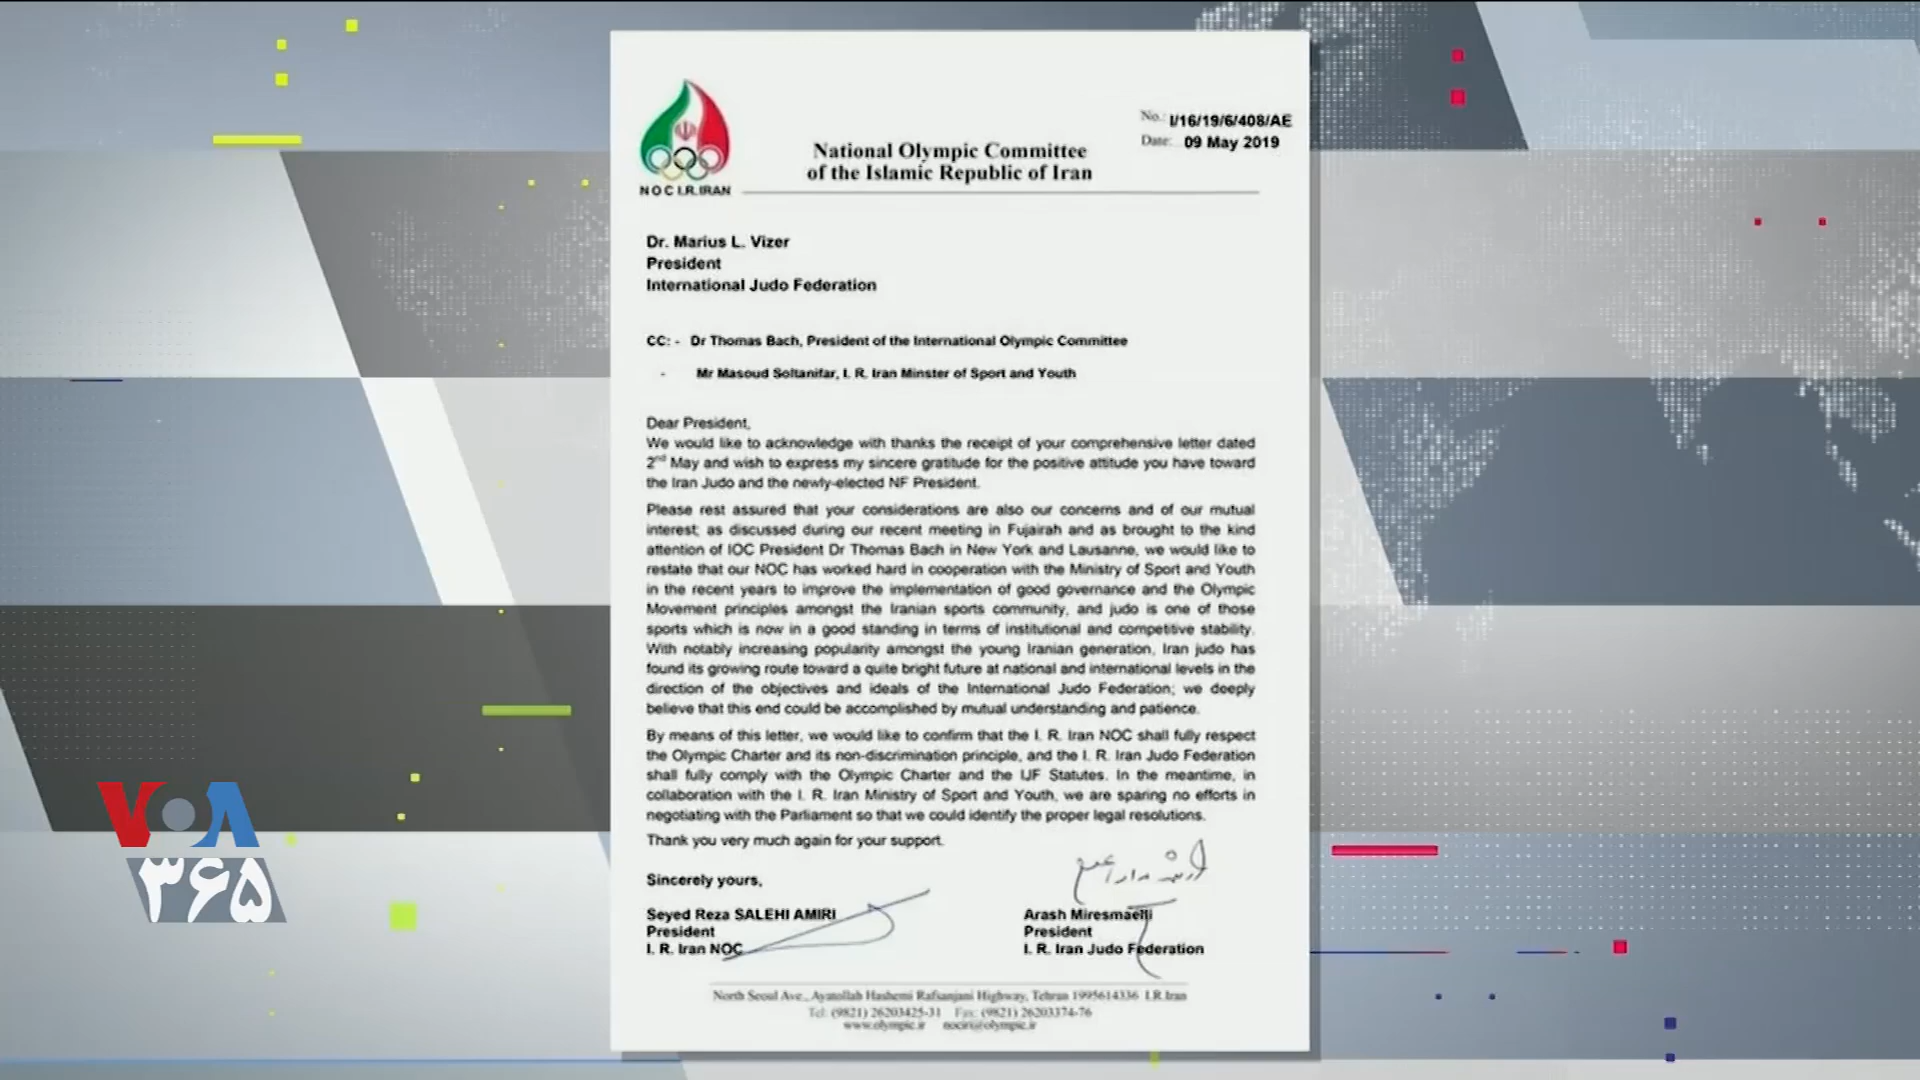 No.: I/16/19/6/408/AE
Date: 09 May 2019
National Olympic Committee
of the Islamic Republic of Iran
N O C I.R.IRAN
Dr. Marius L. Vizer
President
International Judo Federation
CC: - Dr Thomas Bach, President of the International Olympic Committee
- Mr Masoud Soltanifar, I. R. Iran Minster of Sport and Youth
Dear President,
We would like to acknowledge with thanks the receipt of your comprehensive letter dated
2nd May and wish to express my sincere gratitude for the positive attitude you have toward
the Iran Judo and the newly-elected NF President.
Please rest assured that your considerations are also our concerns and of our mutual
interest; as discussed during our recent meeting in Fujairah and as brought to the kind
attention of IOC President Dr Thomas Bach in New York and Lausanne, we would like to
restate that our NOC has worked hard in cooperation with the Ministry of Sport and Youth
in the recent years to improve the implementation of good governance and the Olympic
Movement principles amongst the Iranian sports community, and judo is one of those
sports which is now in a good standing in terms of institutional and competitive stability.
With notably increasing popularity amongst the young Iranian generation, Iran judo has
found its growing route toward a quite bright future at national and international levels in the
direction of the objectives and ideals of the International Judo Federation; we deeply
believe that this end could be accomplished by mutual understanding and patience.
By means of this letter, we would like to confirm that the I. R. Iran NOC shall fully respect
the Olympic Charter and its non-discrimination principle, and the I. R. Iran Judo Federation
shall fully comply with the Olympic Charter and the IJF Statutes. In the meantime, in
collaboration with the I. R. Iran Ministry of Sport and Youth, we are sparing no efforts in
negotiating with the Parliament so that we could identify the proper legal resolutions.
Thank you very much again for your support.
Sincerely yours,
Seyed Reza SALEHI AMIRI
President
I. R. Iran NOC
Arash Miresmaeili
President
I. R. Iran Judo Federation
North Seoul Ave., Ayatollah Hashemi Rafsanjani Highway, Tehran 1995614336 I.R.Iran
Tel: (9821) 26203425-31 Fax: (9821) 26203374-76
www.olympic.ir nociri@olympic.ir
VOA
۳۶۵